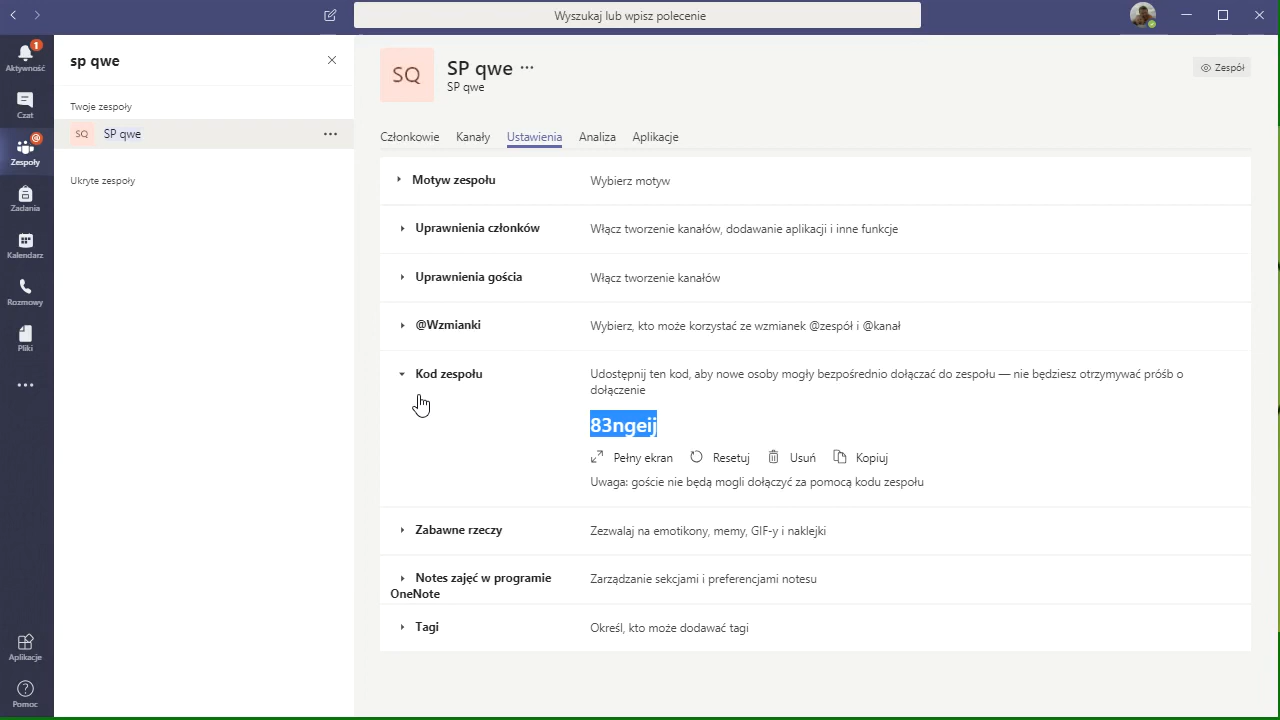 Wyszukaj lub wpisz polecenie
1
Aktywność
Czat
@
Zespoły
Zadania
Kalendarz
Rozmowy
Pliki
Aplikacje
?
Pomoc
sp qwe
Twoje zespoły
SQ SP qwe
Ukryte zespoły
SQ
SP qwe
SP qwe
Zespół
Członkowie Kanały Ustawienia Analiza Aplikacje
Motyw zespołu Wybierz motyw
Uprawnienia członków Włącz tworzenie kanałów, dodawanie aplikacji i inne funkcje
Uprawnienia gościa Włącz tworzenie kanałów
@Wzmianki Wybierz, kto może korzystać ze wzmianek @zespół i @kanał
Kod zespołu Udostępnij ten kod, aby nowe osoby mogły bezpośrednio dołączać do zespołu — nie będziesz otrzymywać próśb o
dołączenie
83ngeij
Pełny ekran Resetuj Usuń Kopiuj
Uwaga: goście nie będą mogli dołączyć za pomocą kodu zespołu
Zabawne rzeczy Zezwalaj na emotikony, memy, GIF-y i naklejki
Notes zajęć w programie Zarządzanie sekcjami i preferencjami notesu
OneNote
Tagi Określ, kto może dodawać tagi